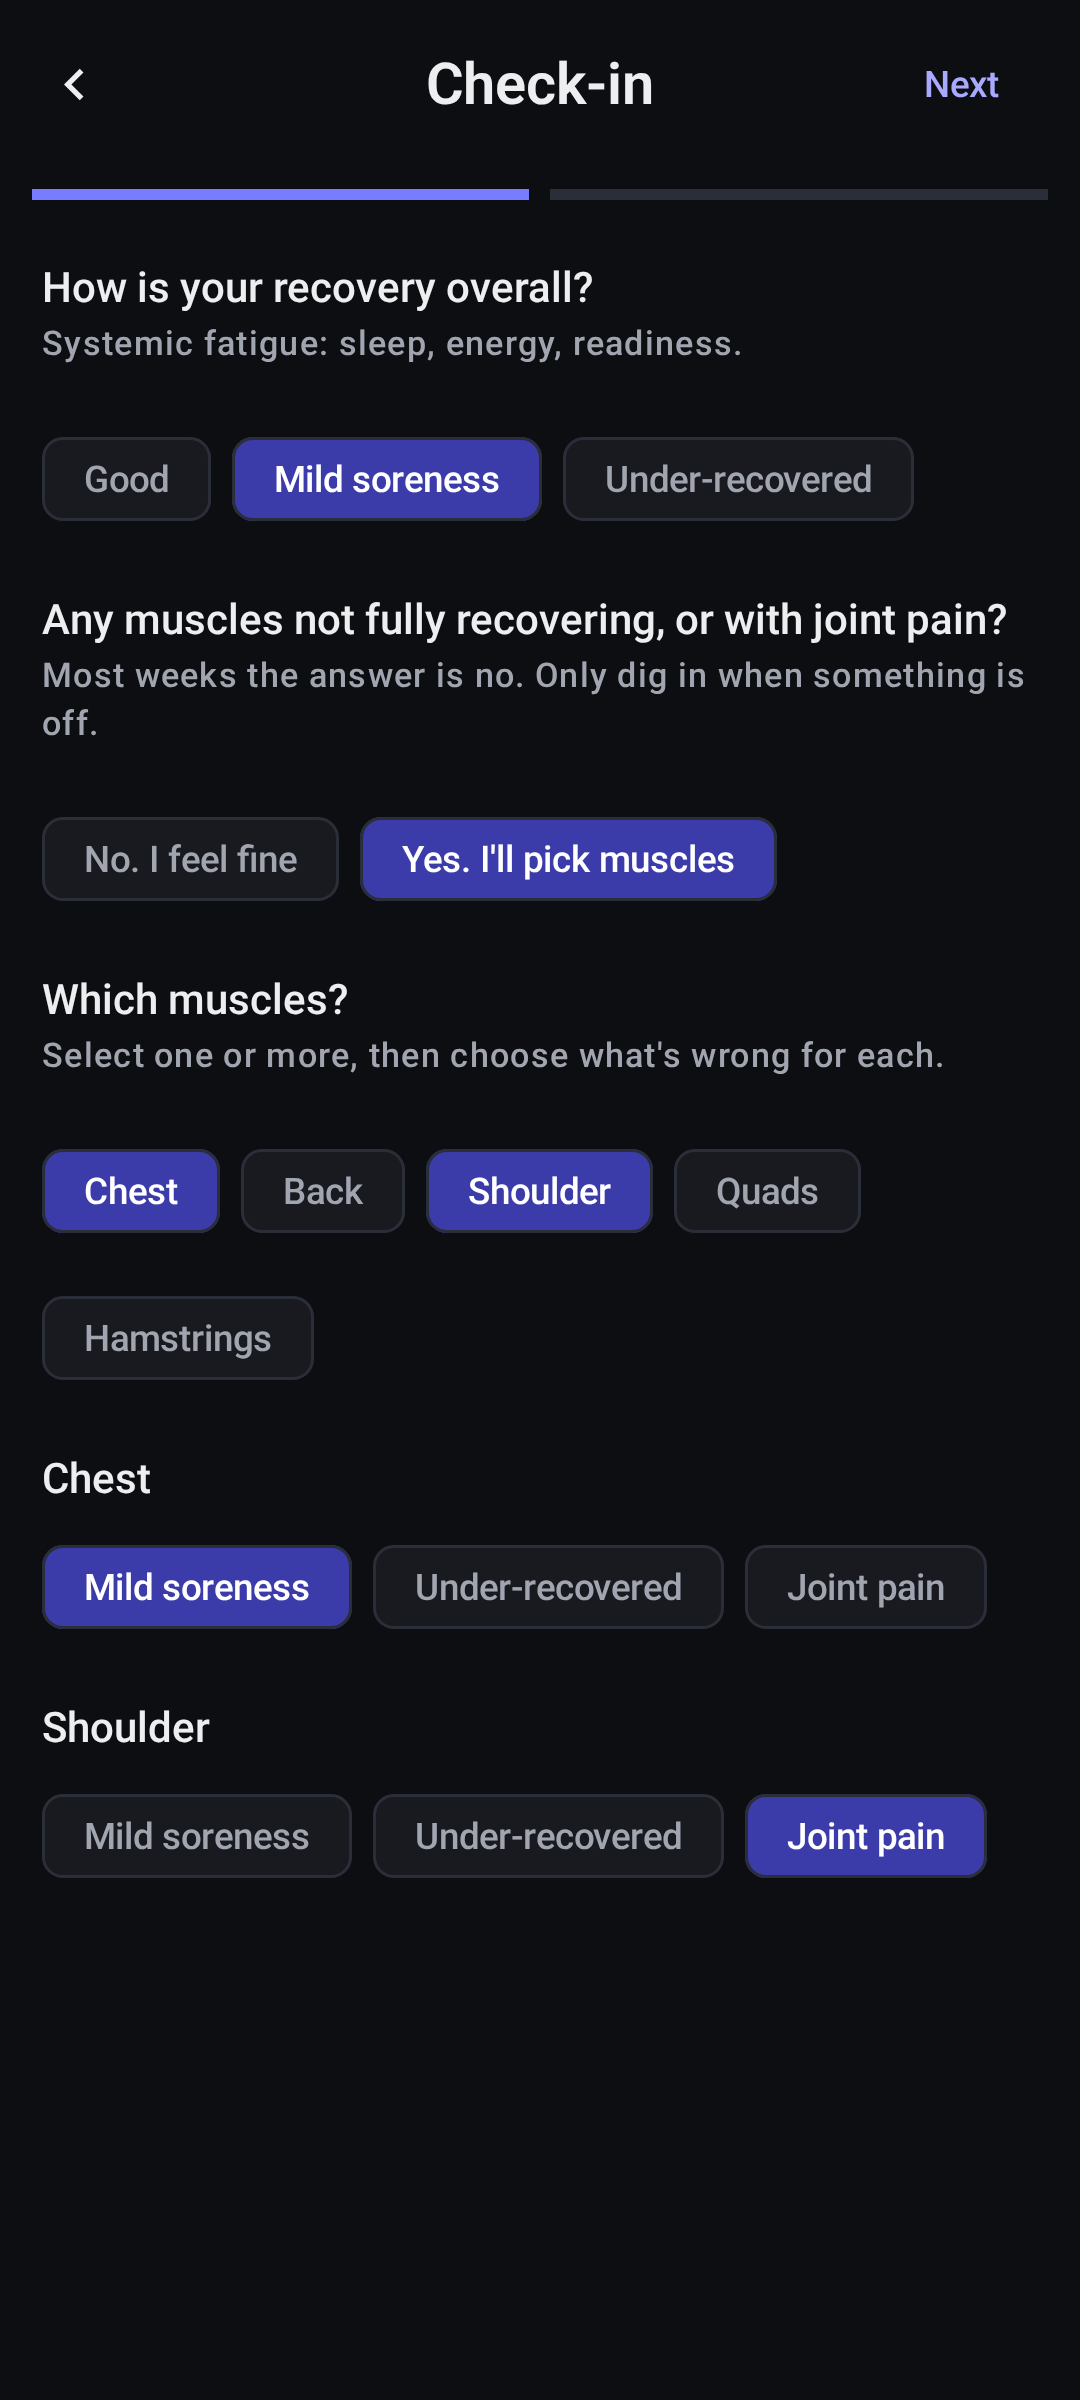 Check-in
Next
How is your recovery overall?
Systemic fatigue: sleep, energy, readiness.
Good
Mild soreness
Under-recovered
Any muscles not fully recovering, or with joint pain?
Most weeks the answer is no. Only dig in when something is
off.
No. I feel fine
Yes. I'll pick muscles
Which muscles?
Select one or more, then choose what's wrong for each.
Chest
Back
Shoulder
Quads
Hamstrings
Chest
Mild soreness
Under-recovered
Joint pain
Shoulder
Mild soreness
Under-recovered
Joint pain